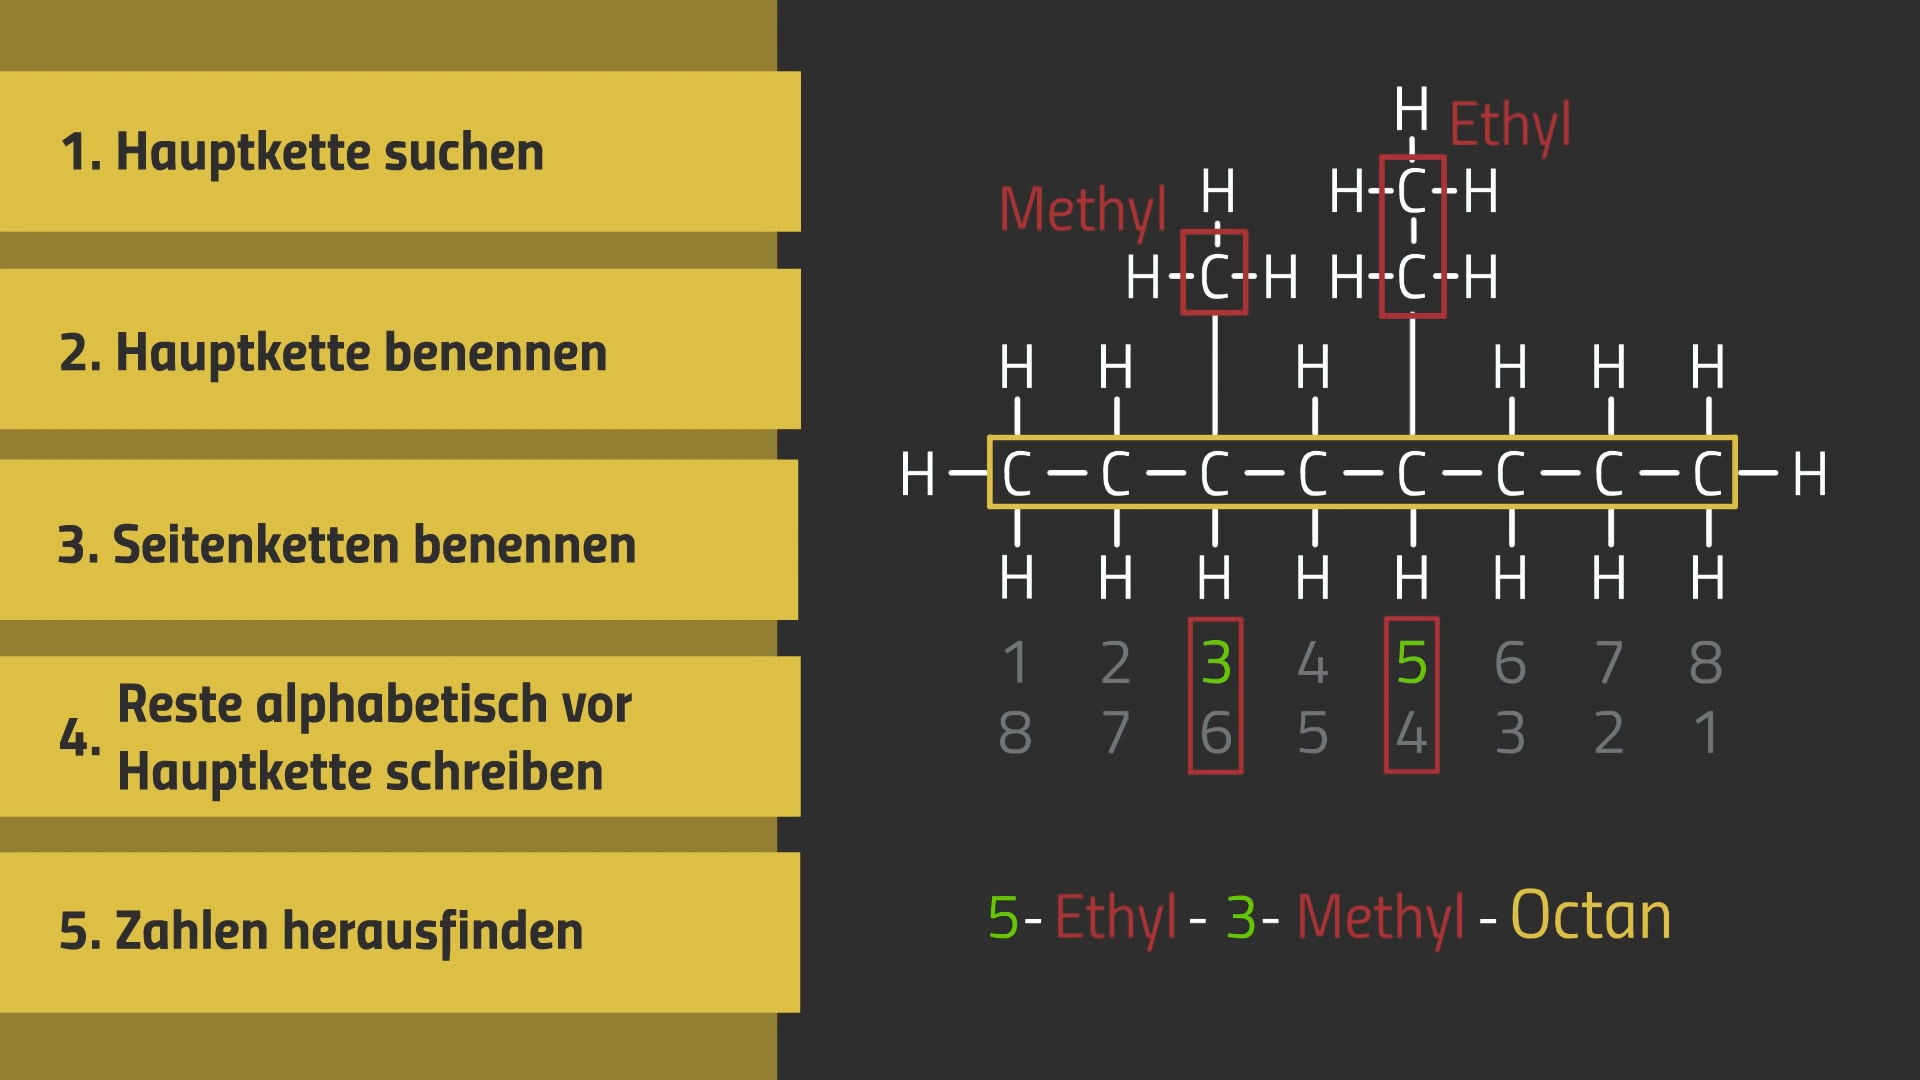 1. Hauptkette suchen
2. Hauptkette benennen
3. Seitenketten benennen
4. Reste alphabetisch vor
Hauptkette schreiben
5. Zahlen herausfinden
H Ethyl
Methyl H H-C-H
H-C-H H-C-H
H H H H H H
H-C-C-C-C-C-C-C-C-H
H H H H H H H H
1 2 3 4 5 6 7 8
8 7 6 5 4 3 2 1
5- Ethyl - 3- Methyl - Octan